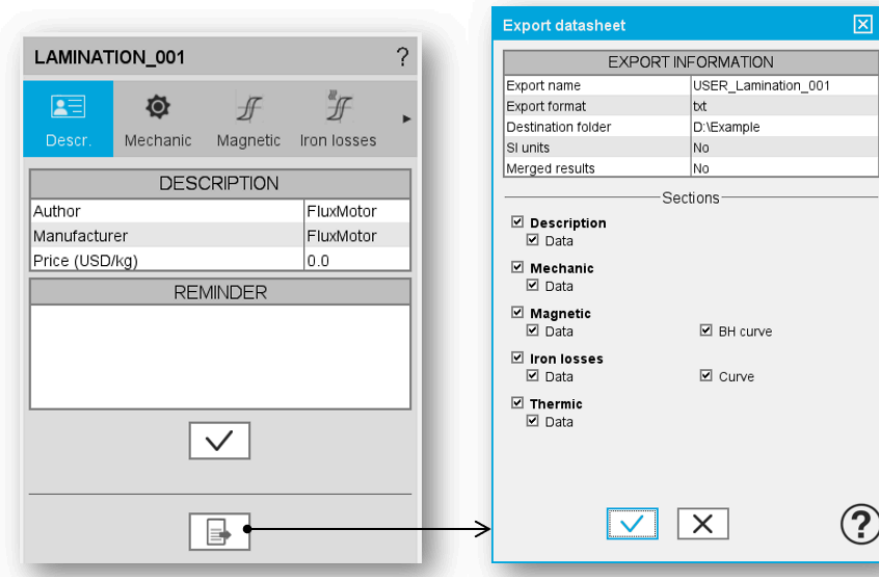 LAMINATION_001 ?
Descr. Mechanic Magnetic Iron losses
DESCRIPTION
Author FluxMotor
Manufacturer FluxMotor
Price (USD/kg) 0.0
REMINDER
Export datasheet
EXPORT INFORMATION
Export name USER_Lamination_001
Export format txt
Destination folder D:\Example
SI units No
Merged results No
Sections
Description
Data
Mechanic
Data
Magnetic
Data BH curve
Iron losses
Data Curve
Thermic
Data
?